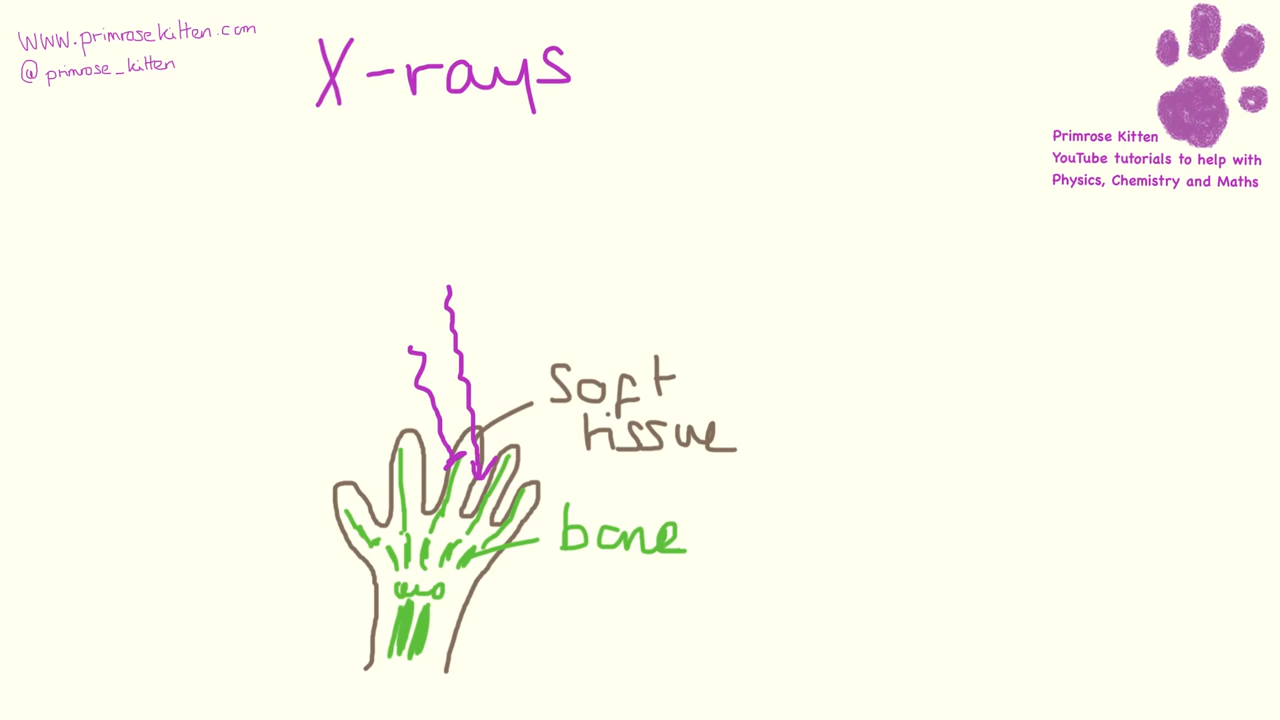 www.primrosekitten.com
@primrose_kitten
X-rays
Primrose Kitten
YouTube tutorials to help with
Physics, Chemistry and Maths
soft
tissue
bone